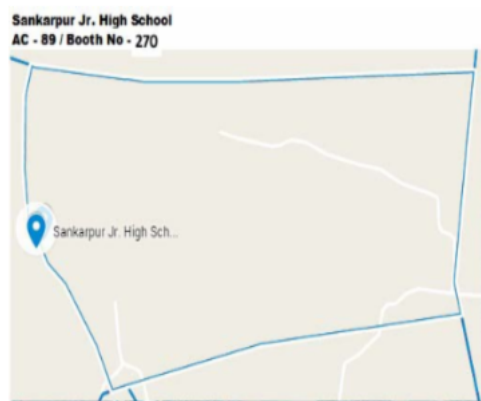 Sankarpur Jr. High School
AC - 89 / Booth No - 270
Sankarpur Jr. High Sch...